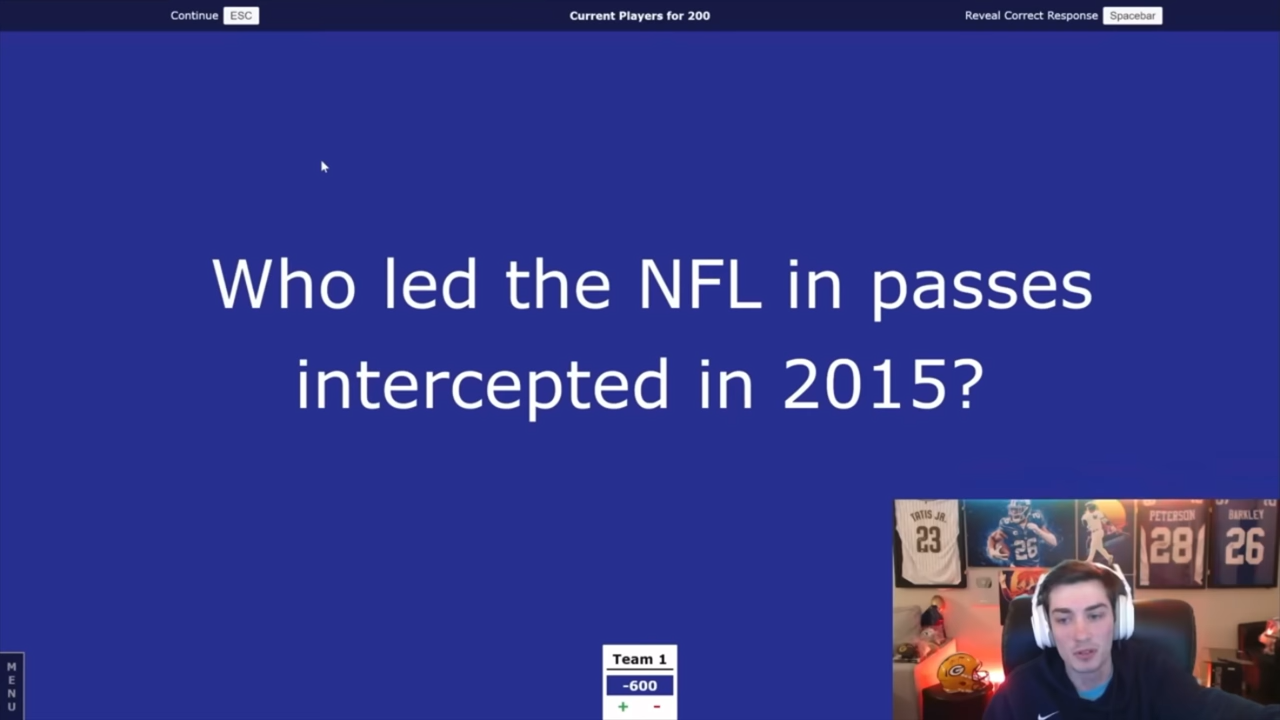 Continue ESC
Current Players for 200
Reveal Correct Response Spacebar
Who led the NFL in passes
intercepted in 2015?
TATIS JR.
23
26
PETERSON
28
BARKLEY
26
G
Team 1
-600
+ -
MENU